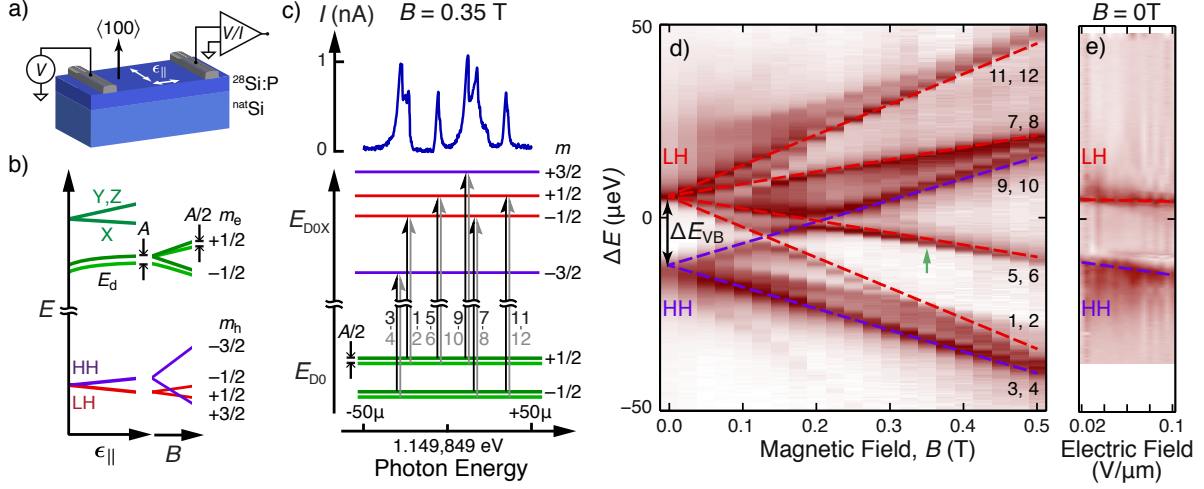 a)
⟨100⟩
V
V/I
ϵ∥
28Si:P
natSi
b)
E
Y,Z
X
A
A/2
me
+1/2
−1/2
Ed
HH
LH
mh
−3/2
−1/2
+1/2
+3/2
ϵ∥
B
c)
I (nA)
B = 0.35 T
1
0
m
+3/2
+1/2
−1/2
−3/2
ED0X
3-4
1-2
5-6
9-10
7-8
11-12
A/2
ED0
+1/2
−1/2
-50μ
+50μ
1.149,849 eV
Photon Energy
d)
50
0
−50
ΔE (μeV)
ΔEVB
LH
HH
11, 12
7, 8
9, 10
5, 6
1, 2
3, 4
0.0
0.1
0.2
0.3
0.4
0.5
Magnetic Field, B (T)
B = 0T
e)
LH
HH
0.02
0.1
Electric Field
(V/μm)